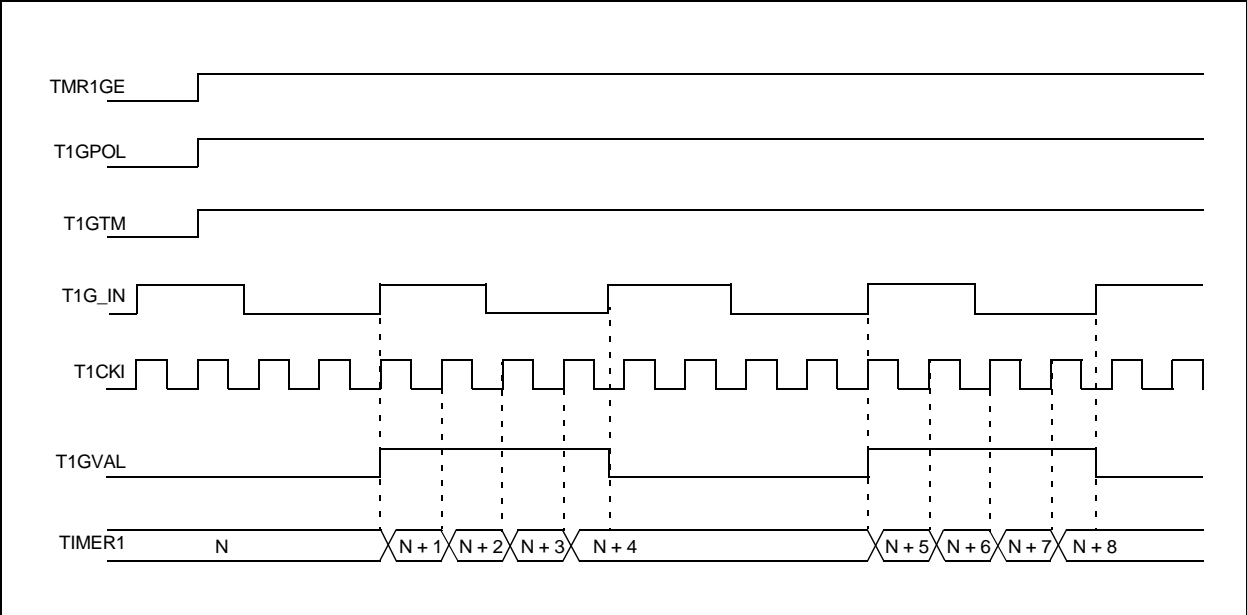 TMR1GE
T1GPOL
T1GTM
T1G_IN
T1CKI
T1GVAL
TIMER1 N N + 1 N + 2 N + 3 N + 4 N + 5 N + 6 N + 7 N + 8